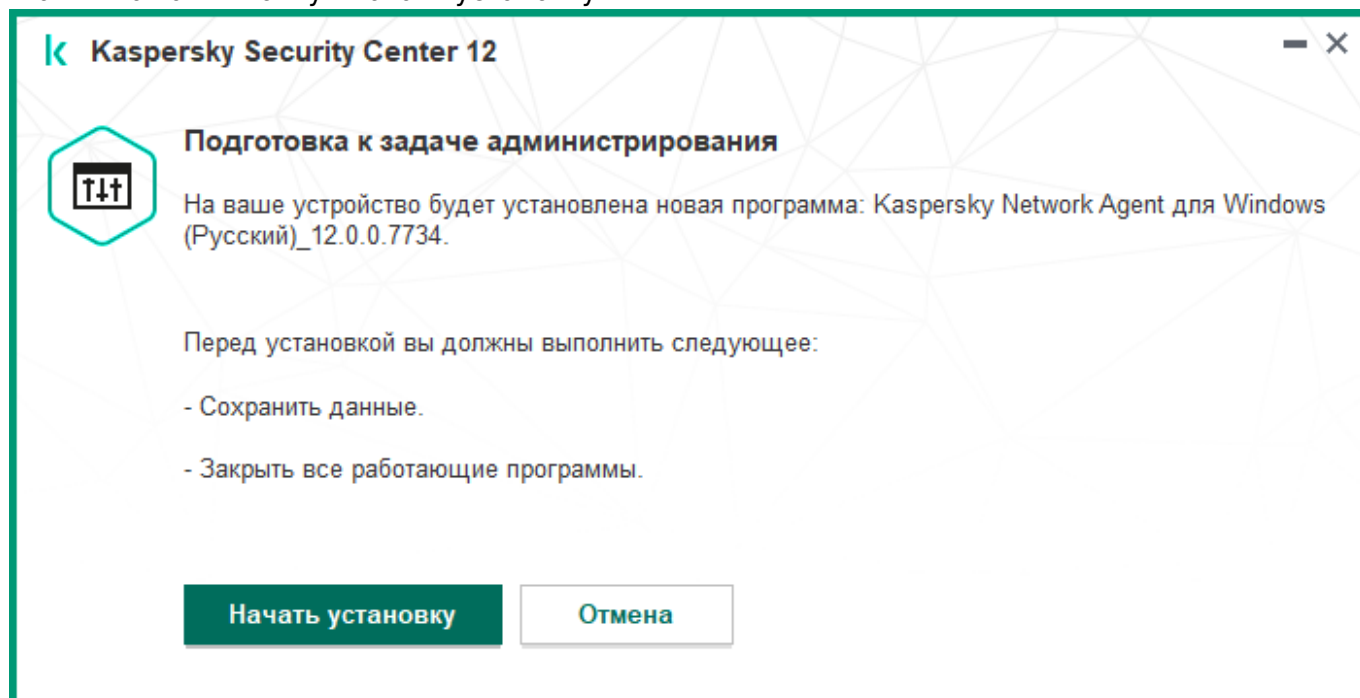 Kaspersky Security Center 12
Подготовка к задаче администрирования
На ваше устройство будет установлена новая программа: Kaspersky Network Agent для Windows
(Русский)_12.0.0.7734.
Перед установкой вы должны выполнить следующее:
- Сохранить данные.
- Закрыть все работающие программы.
Начать установку
Отмена